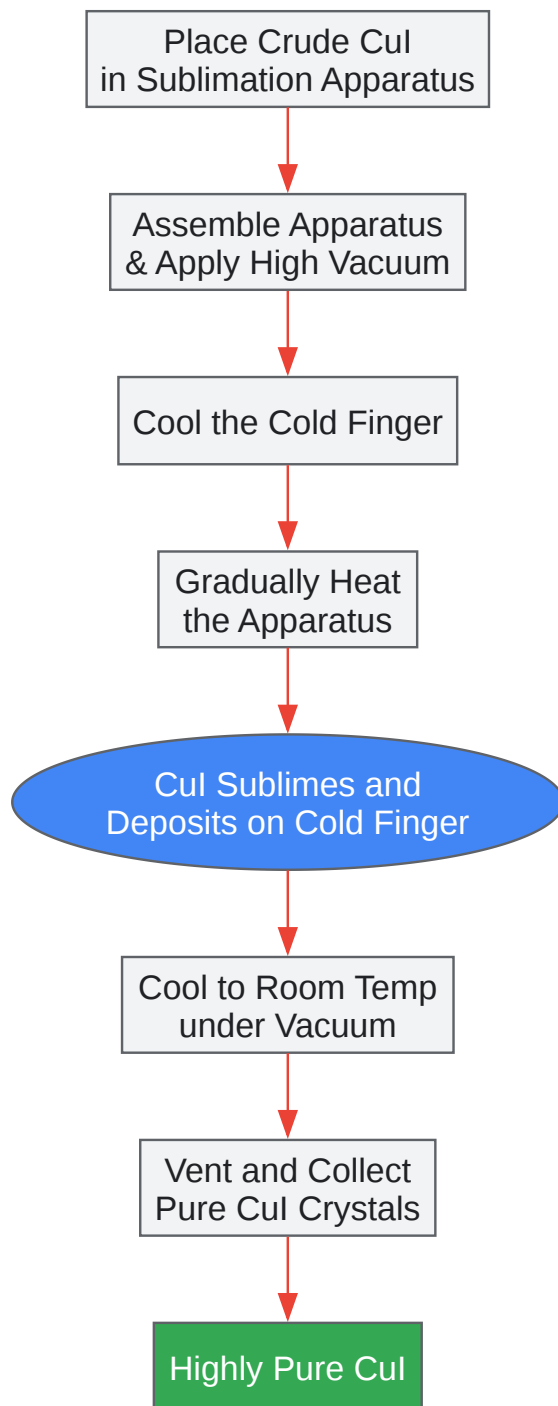 Place Crude CuI
in Sublimation Apparatus
Assemble Apparatus
& Apply High Vacuum
Cool the Cold Finger
Gradually Heat
the Apparatus
CuI Sublimes and
Deposits on Cold Finger
Cool to Room Temp
under Vacuum
Vent and Collect
Pure CuI Crystals
Highly Pure CuI